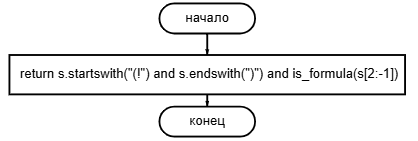 начало
return s.startswith("(!") and s.endswith(")") and is_formula(s[2:-1])
конец